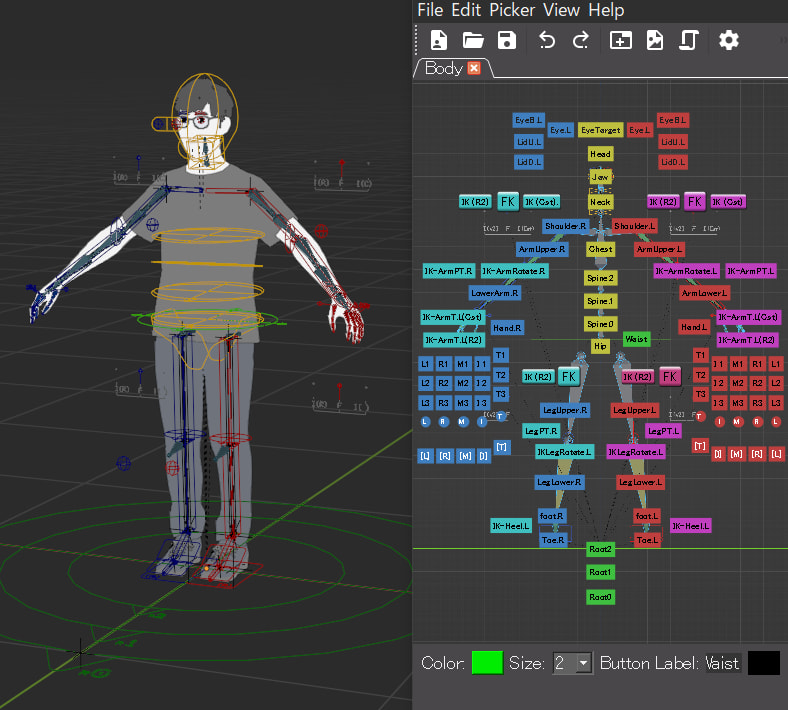 File Edit Picker View Help
Body
EyeB.L EyeB.L
Eye.L EyeTarget Eye.L
LidU.L LidU.L
Head
LidD.L LidD.L
Jaw
IK (R2) FK IK (Cst). Neck IK (R2) FK IK (Cst)
Shoulder.R Shoulder.L
ArmUpper.R Chest ArmUpper.L
IK-ArmPT.R IK-ArmRotate.R IK-ArmRotate.L IK-ArmPT.L
Spine2
LowerArm.R ArmLower.L
Spine.1
IK-ArmT.L(Cst) IK-ArmT.L(Cst)
Hand.R Spine0 Hand.L
IK-ArmT.L(R2) Waist IK-ArmT.L(R2)
Hip
T1 T1
L1 R1 M1 I1 I1 M1 R1 L1
T2 IK (R2) FK IK (R2) FK T2
L2 R2 M2 I2 I2 M2 R2 L2
T3 T3
L3 R3 M3 I3 I3 M3 R3 L3
LegUpper.R LegUpper.L
L R M I T T I M R L
LegPT.R LegPT.L
[T] IKLegRotate.L IKLegRotate.L [T]
[L] [R] [M] [I] [I] [M] [R] [L]
LegLower.R LegLower.L
foot.R foot.L
IK-Heel.L IK-Heel.L
Toe.R Toe.L
Root2
Root1
Root0
Color: Size: 2 Button Label: Waist